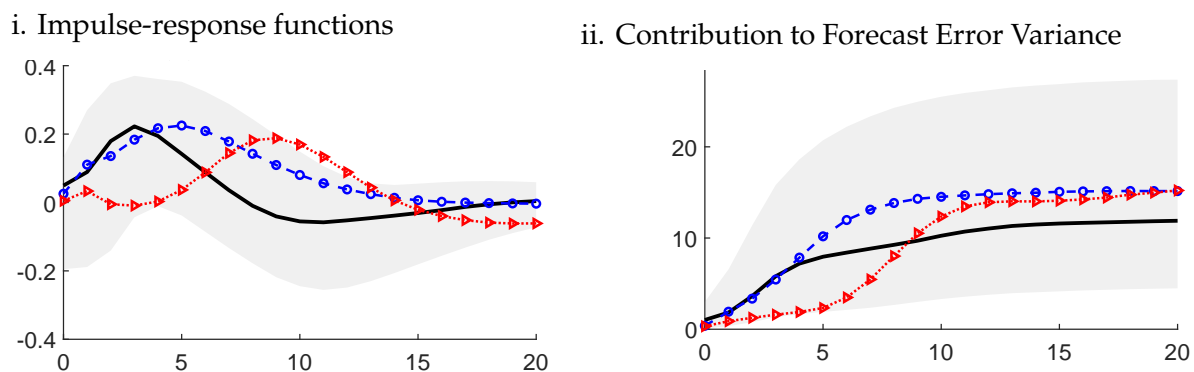 i. Impulse-response functions
0.4
0.2
0
-0.2
-0.4
0 5 10 15 20
ii. Contribution to Forecast Error Variance
20
10
0
0 5 10 15 20